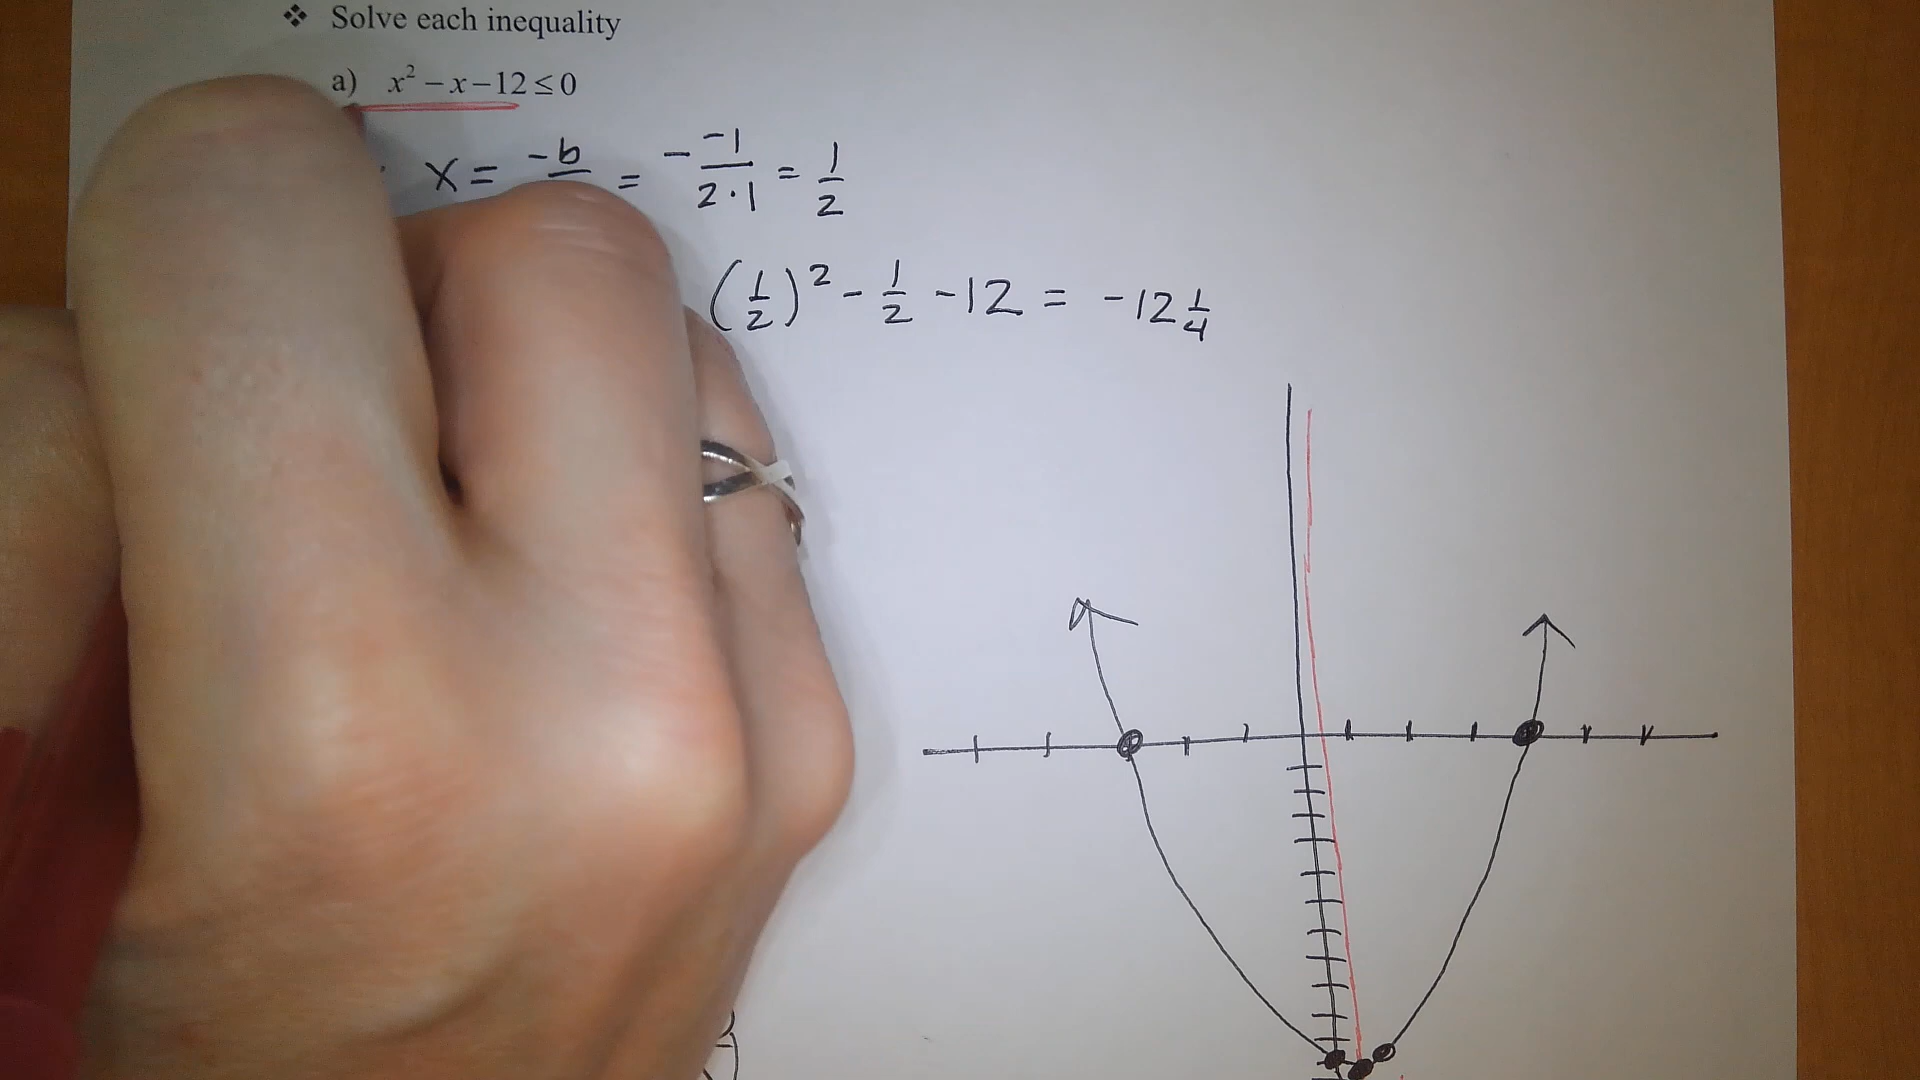 ❖ Solve each inequality
a) x² − x − 12 ≤ 0
x = -b = - -1/2·1 = 1/2
(1/2)² - 1/2 - 12 = -12 1/4